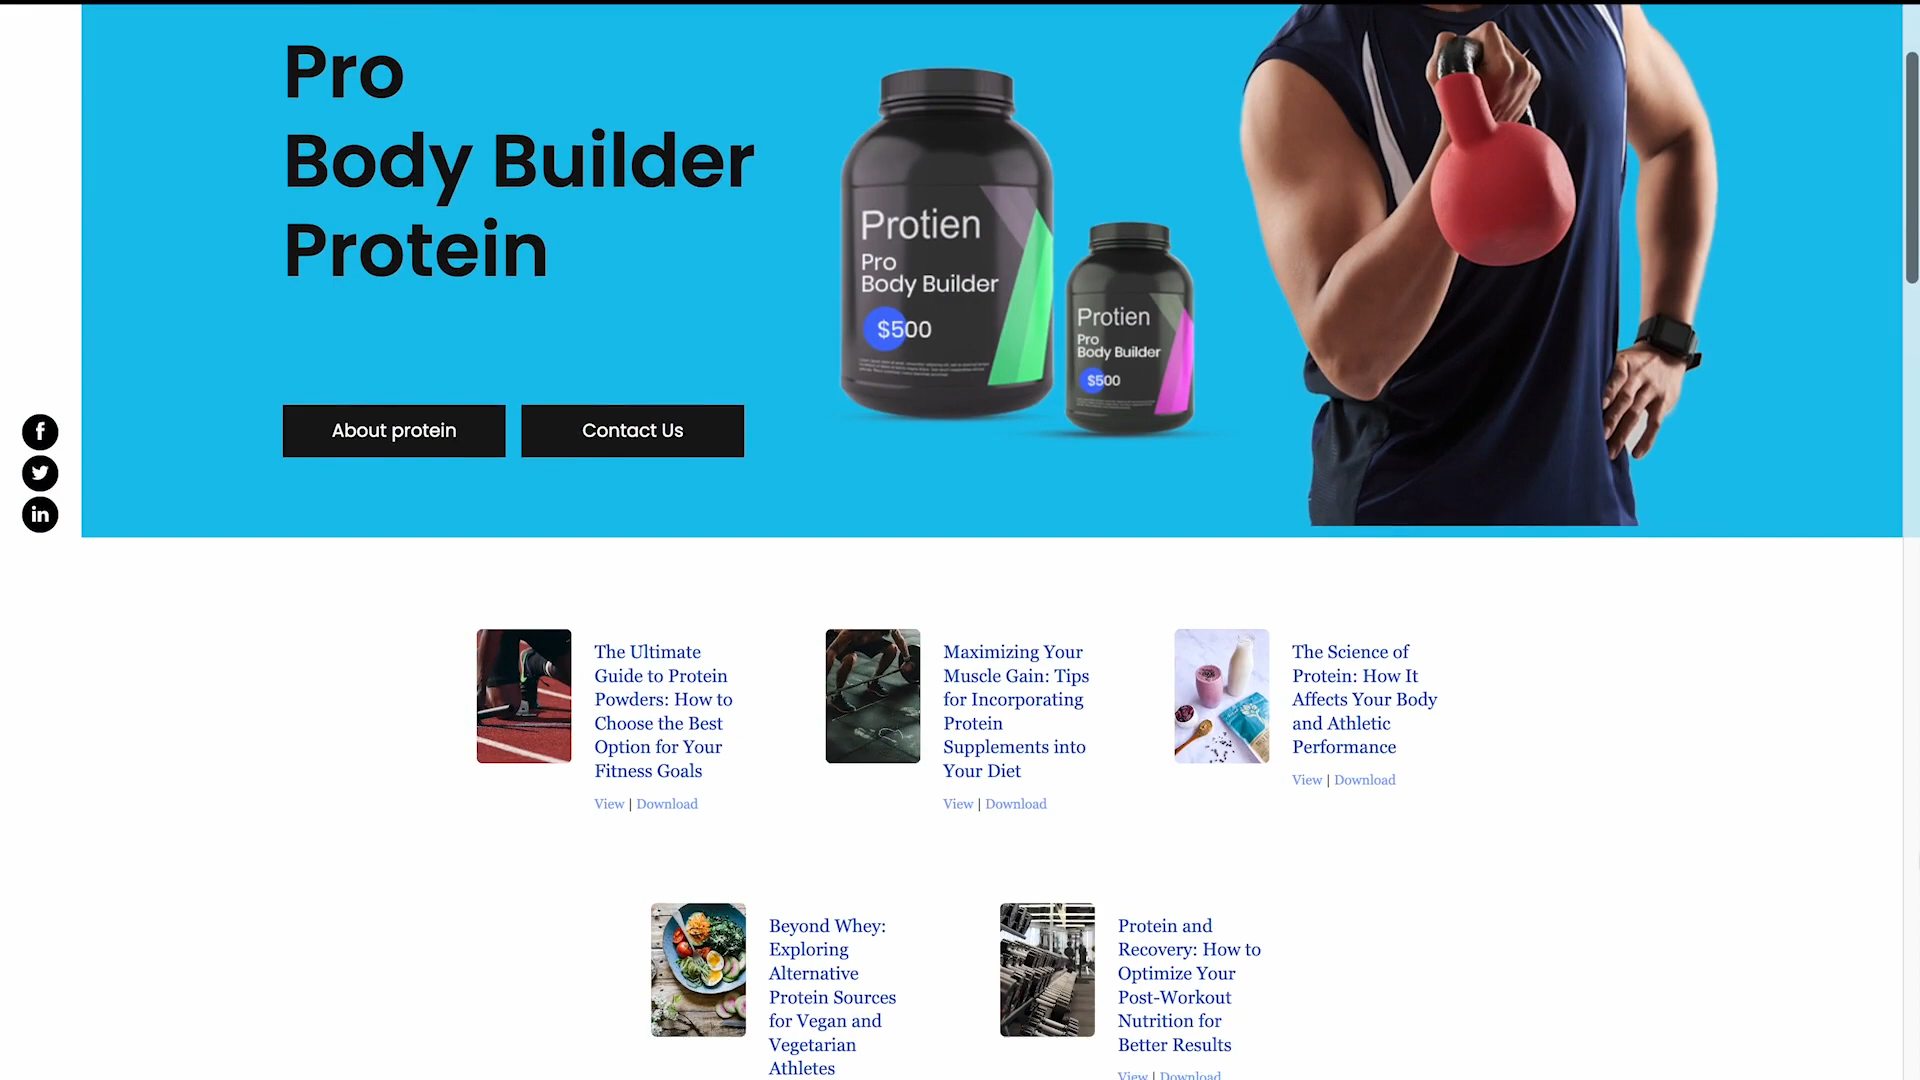 Pro
Body Builder
Protein
About protein
Contact Us
Protien
Pro
Body Builder
$500
Protien
Pro
Body Builder
$500
f
in
The Ultimate
Guide to Protein
Powders: How to
Choose the Best
Option for Your
Fitness Goals
View | Download
Maximizing Your
Muscle Gain: Tips
for Incorporating
Protein
Supplements into
Your Diet
View | Download
The Science of
Protein: How It
Affects Your Body
and Athletic
Performance
View | Download
Beyond Whey:
Exploring
Alternative
Protein Sources
for Vegan and
Vegetarian
Athletes
Protein and
Recovery: How to
Optimize Your
Post-Workout
Nutrition for
Better Results
View | Download